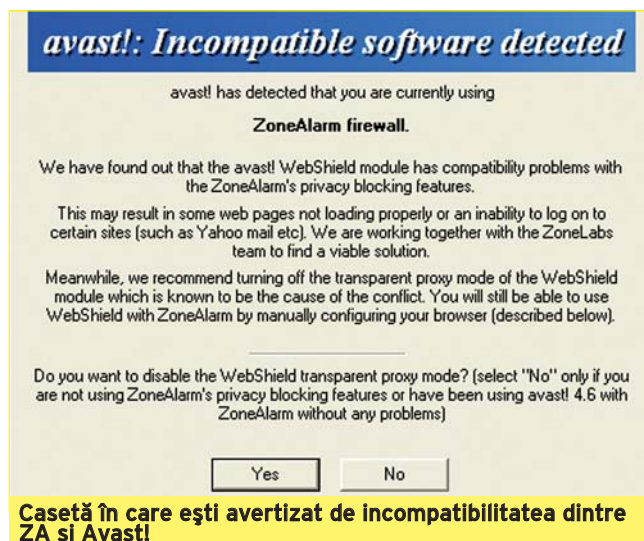 avast!: Incompatible software detected
avast! has detected that you are currently using
ZoneAlarm firewall.
We have found out that the avast! WebShield module has compatibility problems with
the ZoneAlarm's privacy blocking features.
This may result in some web pages not loading properly or an inability to log on to
certain sites (such as Yahoo mail etc). We are working together with the ZoneLabs
team to find a viable solution.
Meanwhile, we recommend turning off the transparent proxy mode of the WebShield
module which is known to be the cause of the conflict. You will still be able to use
WebShield with ZoneAlarm by manually configuring your browser (described below).
Do you want to disable the WebShield transparent proxy mode? (select "No" only if you
are not using ZoneAlarm's privacy blocking features or have been using avast! 4.6 with
ZoneAlarm without any problems)
Yes
No
Casetă în care eşti avertizat de incompatibilitatea dintre
ZA şi Avast!